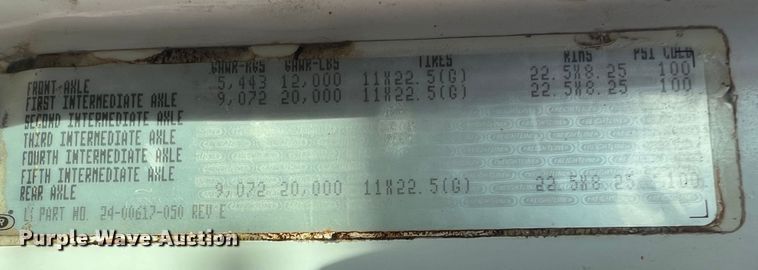 GAWR-KGS GAWR-LBS TIRES RIMS PSI COLD
FRONT AXLE 5,443 12,000 11X22.5(G) 22.5X8.25 100
FIRST INTERMEDIATE AXLE 9,072 20,000 11X22.5(G) 22.5X8.25 100
SECOND INTERMEDIATE AXLE
THIRD INTERMEDIATE AXLE
FOURTH INTERMEDIATE AXLE
FIFTH INTERMEDIATE AXLE
REAR AXLE 9,072 20,000 11X22.5(G) 22.5X8.25 100
PART NO. 24-00617-050 REV E
Purple Wave Auction